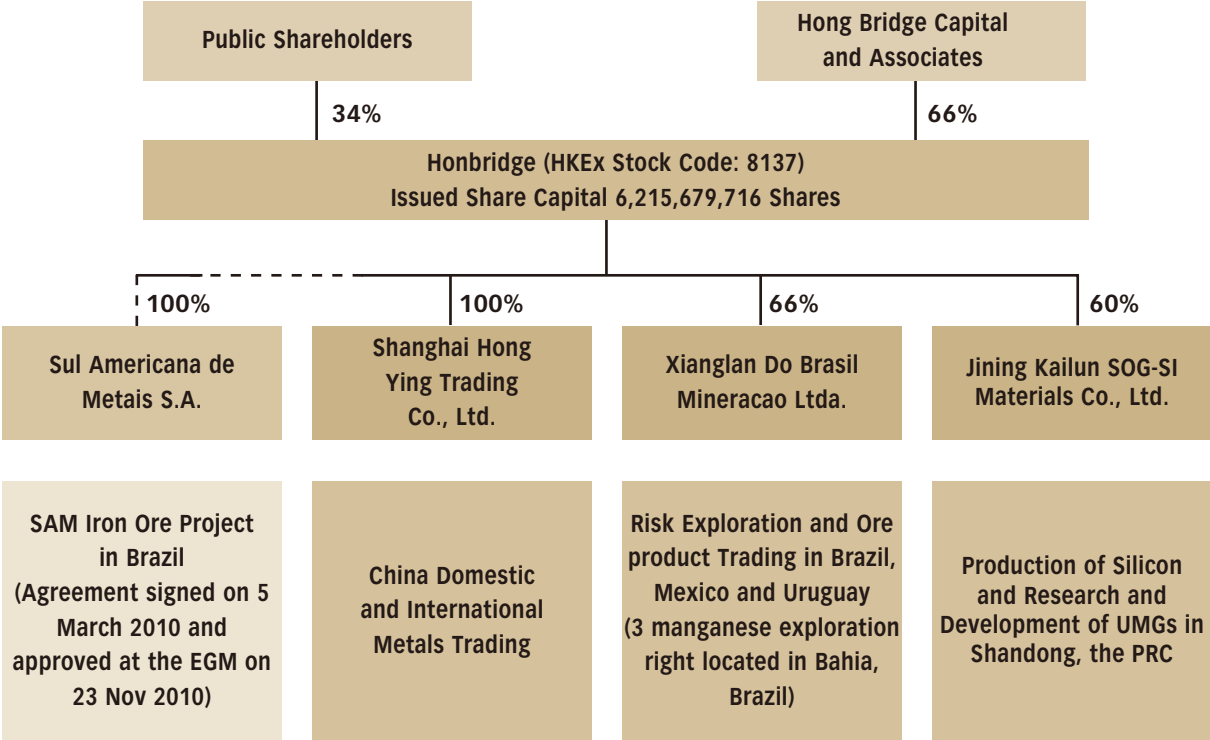 Public Shareholders
Hong Bridge Capital
and Associates
34%
66%
Honbridge (HKEx Stock Code: 8137)
Issued Share Capital 6,215,679,716 Shares
100%
100%
66%
60%
Sul Americana de
Metais S.A.
Shanghai Hong
Ying Trading
Co., Ltd.
Xianglan Do Brasil
Mineracao Ltda.
Jining Kailun SOG-SI
Materials Co., Ltd.
SAM Iron Ore Project
in Brazil
(Agreement signed on 5
March 2010 and
approved at the EGM on
23 Nov 2010)
China Domestic
and International
Metals Trading
Risk Exploration and Ore
product Trading in Brazil,
Mexico and Uruguay
(3 manganese exploration
right located in Bahia,
Brazil)
Production of Silicon
and Research and
Development of UMGs in
Shandong, the PRC